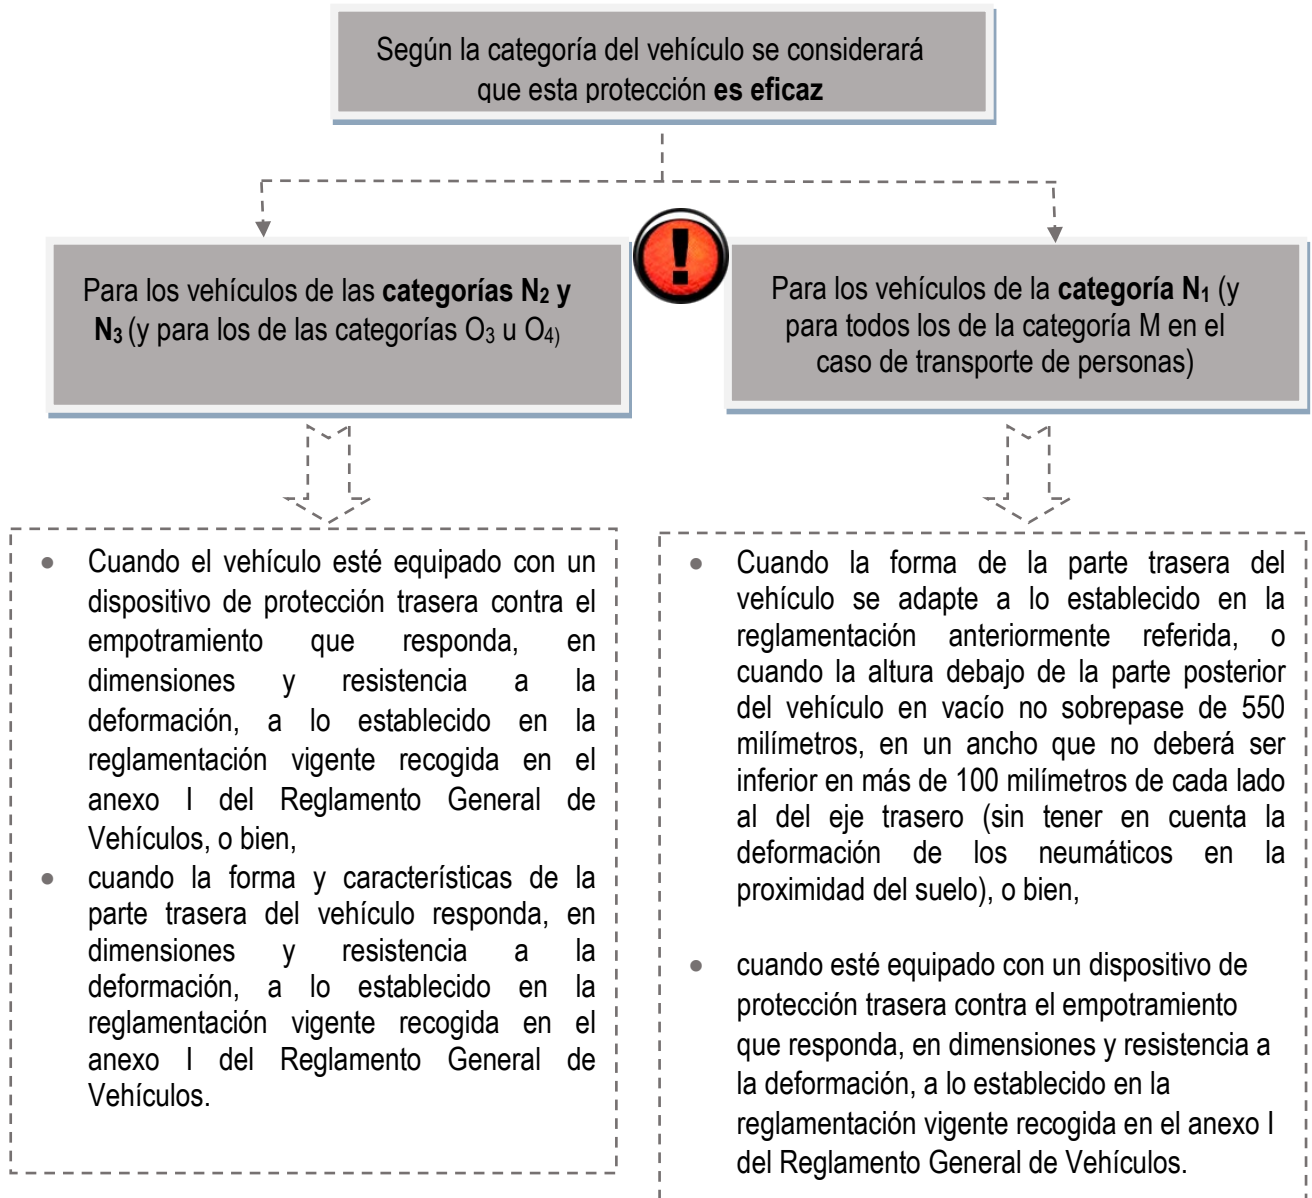 Según la categoría del vehículo se considerará
que esta protección es eficaz
Para los vehículos de las categorías N2 y
N3 (y para los de las categorías O3 u O4)
Para los vehículos de la categoría N1 (y
para todos los de la categoría M en el
caso de transporte de personas)
• Cuando el vehículo esté equipado con un
dispositivo de protección trasera contra el
empotramiento que responda, en
dimensiones y resistencia a la
deformación, a lo establecido en la
reglamentación vigente recogida en el
anexo I del Reglamento General de
Vehículos, o bien,
• cuando la forma y características de la
parte trasera del vehículo responda, en
dimensiones y resistencia a la
deformación, a lo establecido en la
reglamentación vigente recogida en el
anexo I del Reglamento General de
Vehículos.
• Cuando la forma de la parte trasera del
vehículo se adapte a lo establecido en la
reglamentación anteriormente referida, o
cuando la altura debajo de la parte posterior
del vehículo en vacío no sobrepase de 550
milímetros, en un ancho que no deberá ser
inferior en más de 100 milímetros de cada lado
al del eje trasero (sin tener en cuenta la
deformación de los neumáticos en la
proximidad del suelo), o bien,
• cuando esté equipado con un dispositivo de
protección trasera contra el empotramiento
que responda, en dimensiones y resistencia a
la deformación, a lo establecido en la
reglamentación vigente recogida en el anexo I
del Reglamento General de Vehículos.